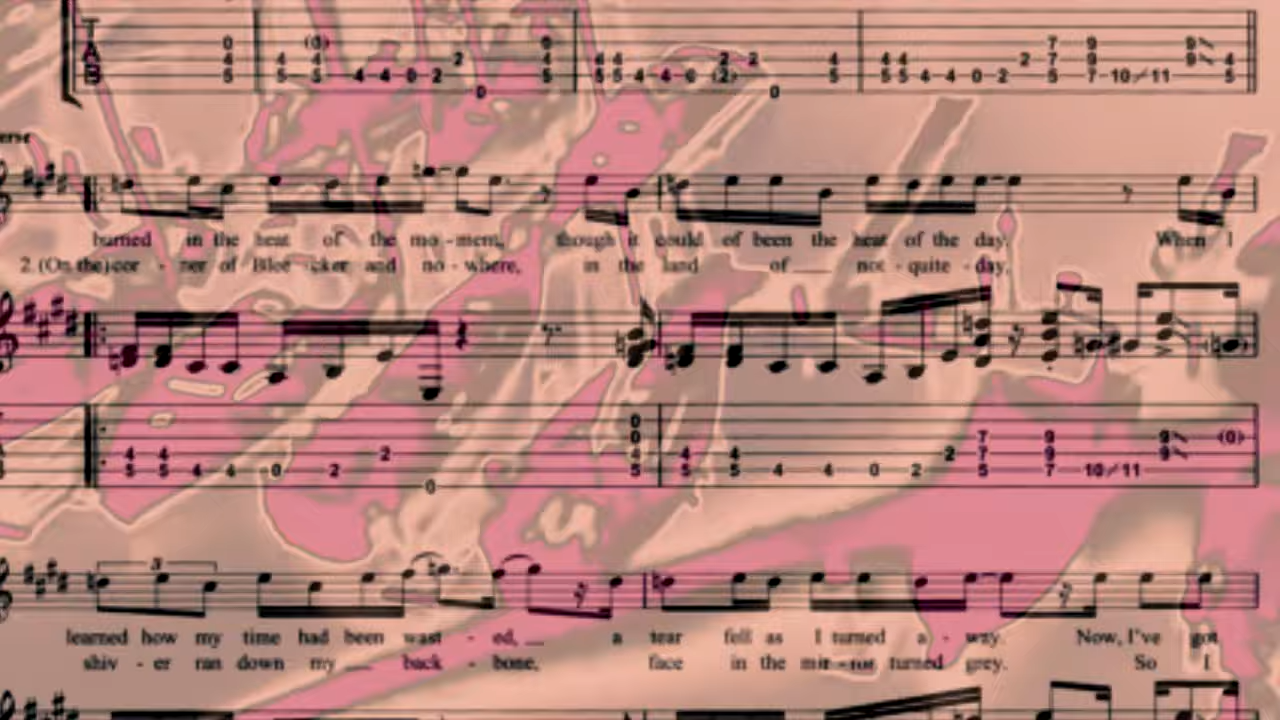 erse
burned in the heat of the mo - ment, though it could of been the heat of the day. When I
2.(On the)cor - ner of Blee - cker and no - where, in the land of ___ not - quite - day,
learned how my time had been wast - ed, ___ a tear fell as I turned a - way. Now, I've got
shiv - er ran down my ___ back - bone, face in the mir - ror turned grey. So I